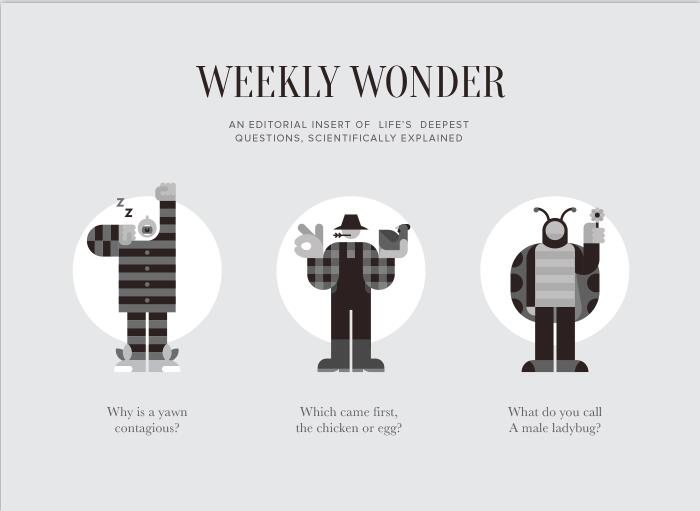 WEEKLY WONDER
AN EDITORIAL INSERT OF LIFE'S DEEPEST
QUESTIONS, SCIENTIFICALLY EXPLAINED
Z
Z
Why is a yawn
contagious?
Which came first,
the chicken or egg?
What do you call
A male ladybug?